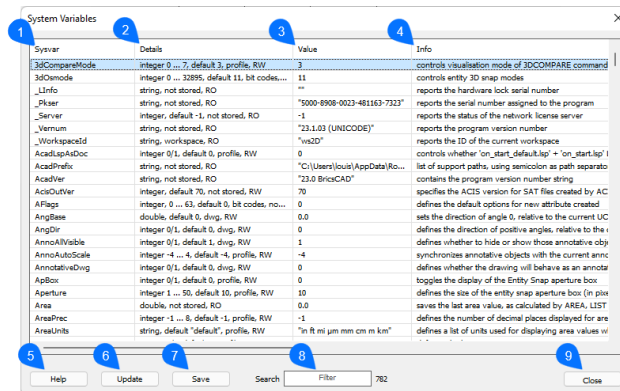 System Variables
1 2 3 4
Sysvar Details Value Info
3dCompareMode integer 0 ... 7, default 3, profile, RW 3 controls visualisation mode of 3DCOMPARE command
3dOsmode integer 0 ... 32895, default 11, bit codes,... 11 controls entity 3D snap modes
_LInfo string, not stored, RO "" reports the hardware lock serial number
_Pkser string, not stored, RO "5000-8908-0023-481163-7323" reports the serial number assigned to the program
_Server integer, default -1, not stored, RO -1 reports the status of the network license server
_Vernum string, not stored, RO "23.1.03 (UNICODE)" reports the program version number
_WorkspaceId string, workspace, RO "ws2D" reports the ID of the current workspace
AcadLspAsDoc integer 0/1, default 0, profile, RW 0 controls whether 'on_start_default.lsp' + 'on_start.lsp'
AcadPrefix string, not stored, RO "C:\Users\louis\AppData\Ro... list of support paths, using semicolon as path separato
AcadVer string, not stored, RO "23.0 BricsCAD" contains the program version number string
AcisOutVer integer, default 70, not stored, RW 70 specifies the ACIS version for SAT files created by AC
AFlags integer, 0 ... 63, default 0, bit codes, no... 0 defines the default options for new attribute created
AngBase double, default 0, dwg, RW 0.0 sets the direction of angle 0, relative to the current UC
AngDir integer 0/1, default 0, dwg, RW 0 defines the direction of positive angles, relative to the
AnnoAllVisible integer 0/1, default 1, dwg, RW 1 defines whether to hide or show those annotative obje
AnnoAutoScale integer -4 ... 4, default -4, profile, RW -4 synchronizes annotative objects with the current anno
AnnotativeDwg integer 0/1, default 0, dwg, RW 0 defines whether the drawing will behave as an annotat
ApBox integer 0/1, default 0, profile, RW 0 toggles the display of the Entity Snap aperture box
Aperture integer 1 ... 50, default 10, profile, RW 10 defines the size of the entity snap aperture box (in pixe
Area double, not stored, RO 0.0 saves the last area value, as calculated by AREA, LIST
AreaPrec integer -1 ... 8, default -1, profile, RW -1 defines the number of decimal places displayed for are
AreaUnits string, default "default", profile, RW "in ft mi µm mm cm m km" defines a list of units used for displaying area values w
5 6 7 8 9
Help Update Save Search Filter 782 Close